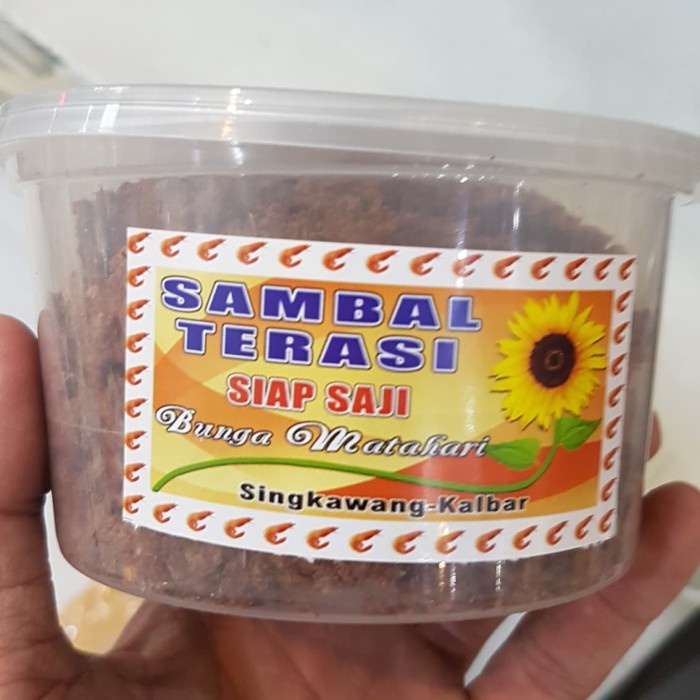 SAMBAL
TERASI
SIAP SAJI
Bunga Matahari
Singkawang-Kalbar